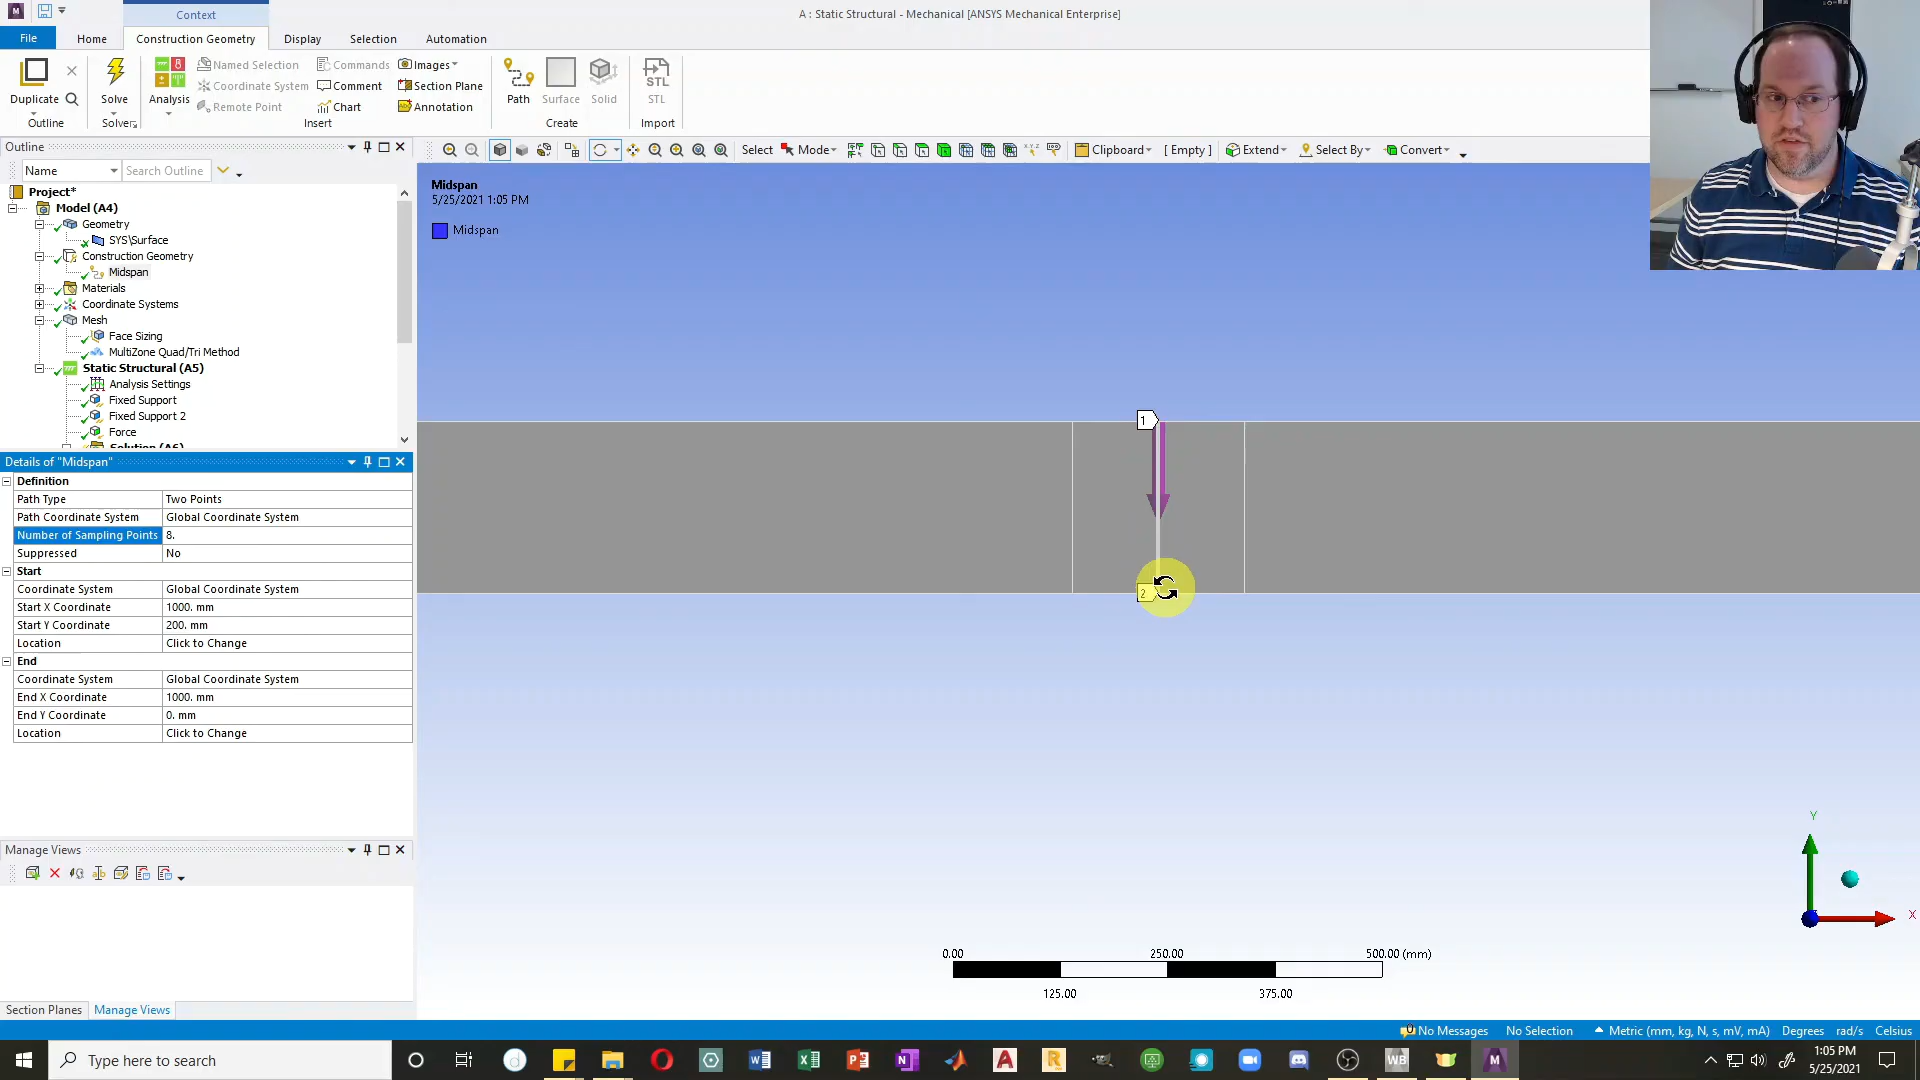 Context
A : Static Structural - Mechanical [ANSYS Mechanical Enterprise]
File Home Construction Geometry Display Selection Automation
Duplicate Solve Analysis
Named Selection Commands Images
Coordinate System Comment Section Plane
Remote Point Chart Annotation
Path Surface Solid STL
STL
Outline Solver Insert Create Import
Outline
Name Search Outline
Select Mode Clipboard [ Empty ] Extend Select By Convert
Project*
Model (A4)
Geometry
SYS\Surface
Construction Geometry
Midspan
Materials
Coordinate Systems
Mesh
Face Sizing
MultiZone Quad/Tri Method
Static Structural (A5)
Analysis Settings
Fixed Support
Fixed Support 2
Force
Solution (A6)
Details of "Midspan"
Definition
Path Type Two Points
Path Coordinate System Global Coordinate System
Number of Sampling Points 8.
Suppressed No
Start
Coordinate System Global Coordinate System
Start X Coordinate 1000. mm
Start Y Coordinate 200. mm
Location Click to Change
End
Coordinate System Global Coordinate System
End X Coordinate 1000. mm
End Y Coordinate 0. mm
Location Click to Change
Manage Views
Section Planes Manage Views
Midspan
5/25/2021 1:05 PM
Midspan
1
2
Y
X
0.00 250.00 500.00 (mm)
125.00 375.00
No Messages No Selection Metric (mm, kg, N, s, mV, mA) Degrees rad/s Celsius
Type here to search
1:05 PM
5/25/2021